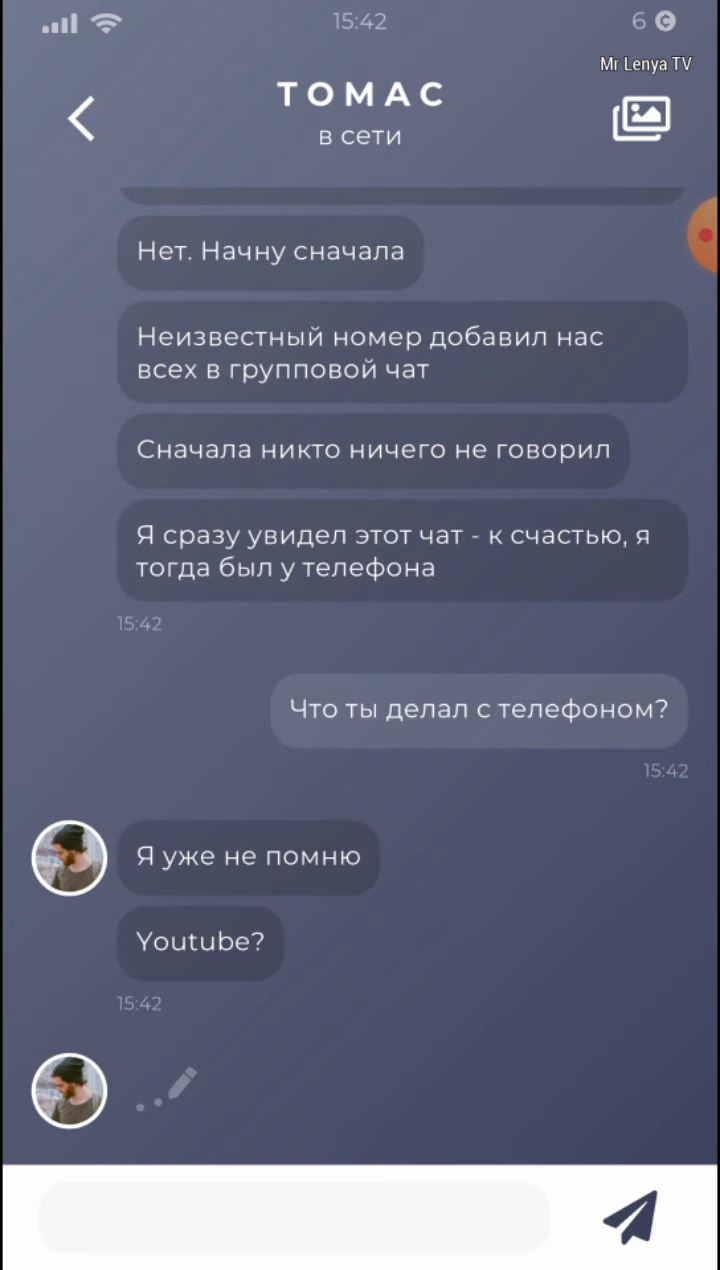 15:42
6
Mr Lenya TV
ТОМАС
в сети
Нет. Начну сначала
Неизвестный номер добавил нас
всех в групповой чат
Сначала никто ничего не говорил
Я сразу увидел этот чат - к счастью, я
тогда был у телефона
15:42
Что ты делал с телефоном?
15:42
Я уже не помню
Youtube?
15:42